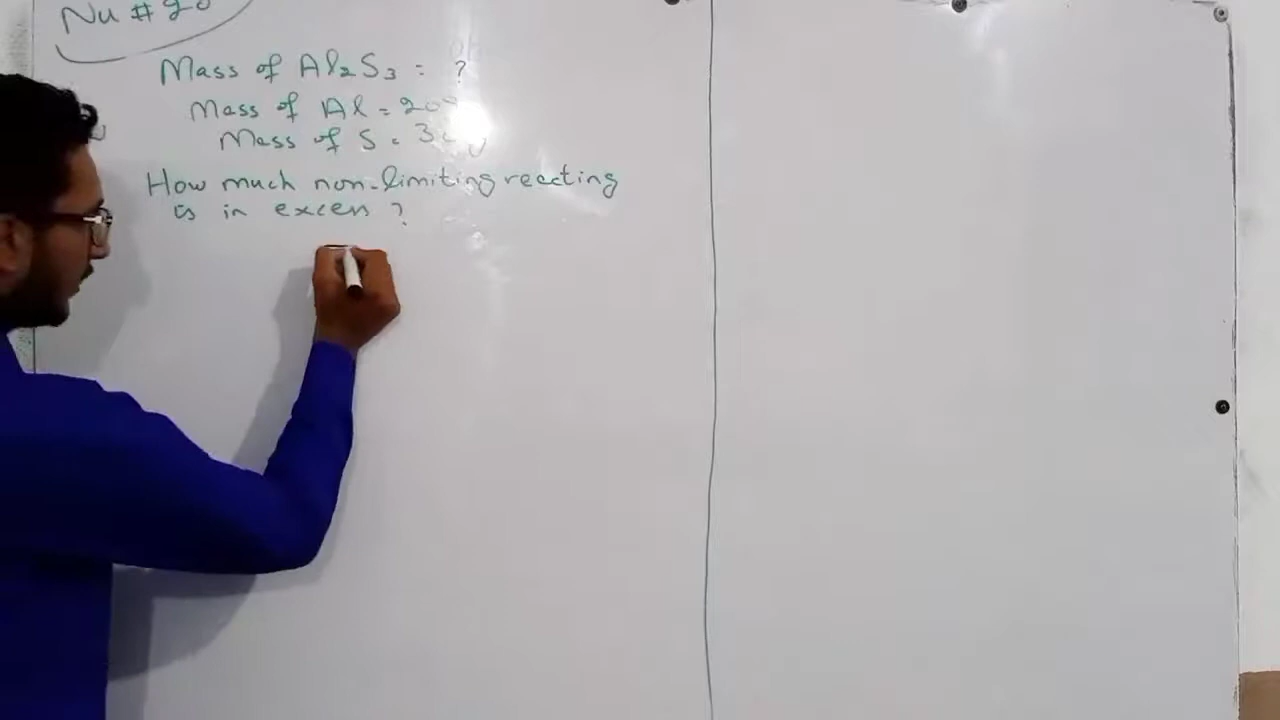 Nu # 20
Mass of Al2S3 = ?
Mass of Al = 20
Mass of S = 3
How much non-limiting reacting
is in excess ?